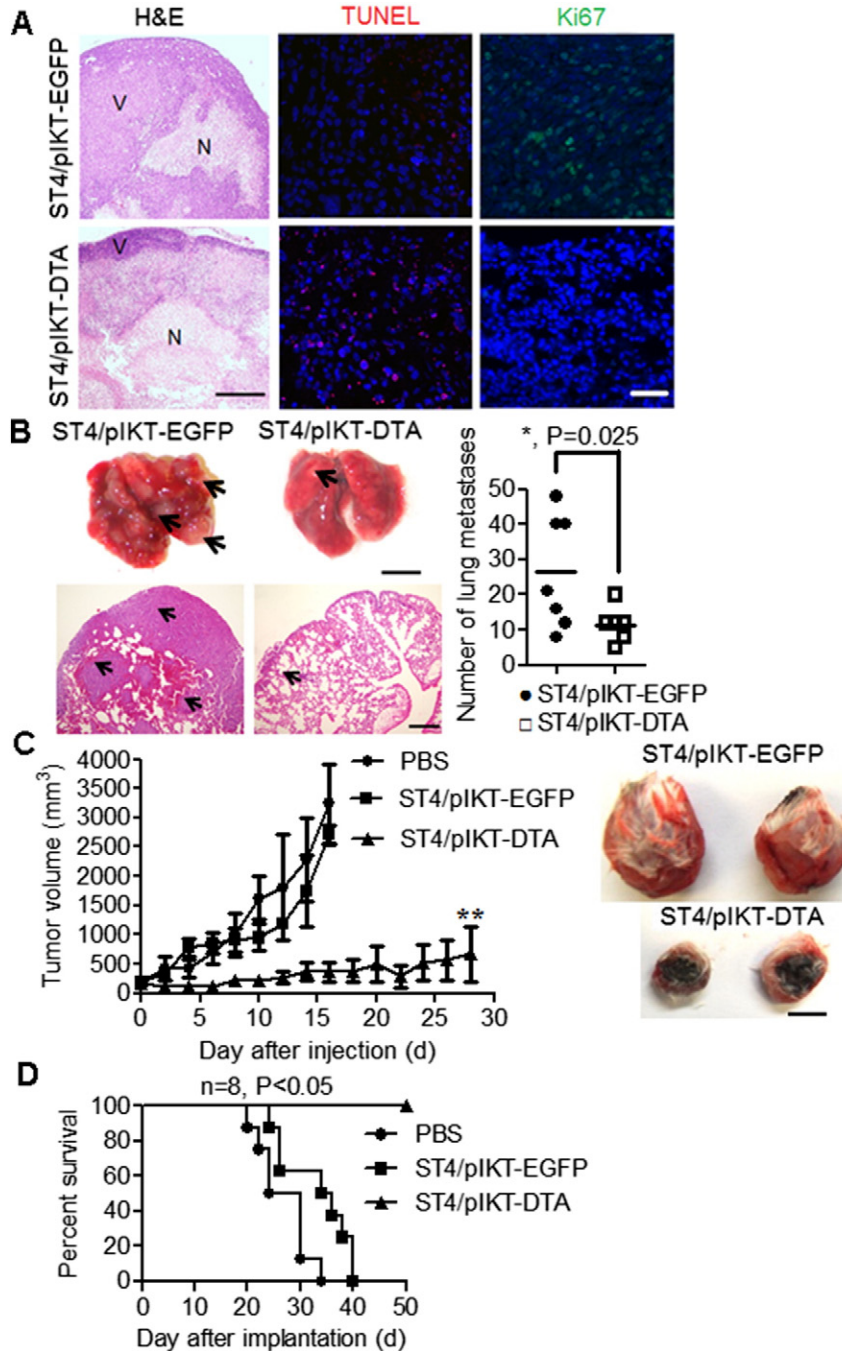 A
H&E
TUNEL
Ki67
ST4/pIKT-EGFP
V
N
ST4/pIKT-DTA
V
N
B
ST4/pIKT-EGFP
ST4/pIKT-DTA
*, P=0.025
Number of lung metastases
50
40
30
20
10
0
● ST4/pIKT-EGFP
□ ST4/pIKT-DTA
C
Tumor volume (mm³)
4000
3500
3000
2500
2000
1500
1000
500
0
0 5 10 15 20 25 30
Day after injection (d)
PBS
ST4/pIKT-EGFP
ST4/pIKT-DTA
**
ST4/pIKT-EGFP
ST4/pIKT-DTA
D
n=8, P<0.05
Percent survival
100
80
60
40
20
0
0 10 20 30 40 50
Day after implantation (d)
PBS
ST4/pIKT-EGFP
ST4/pIKT-DTA